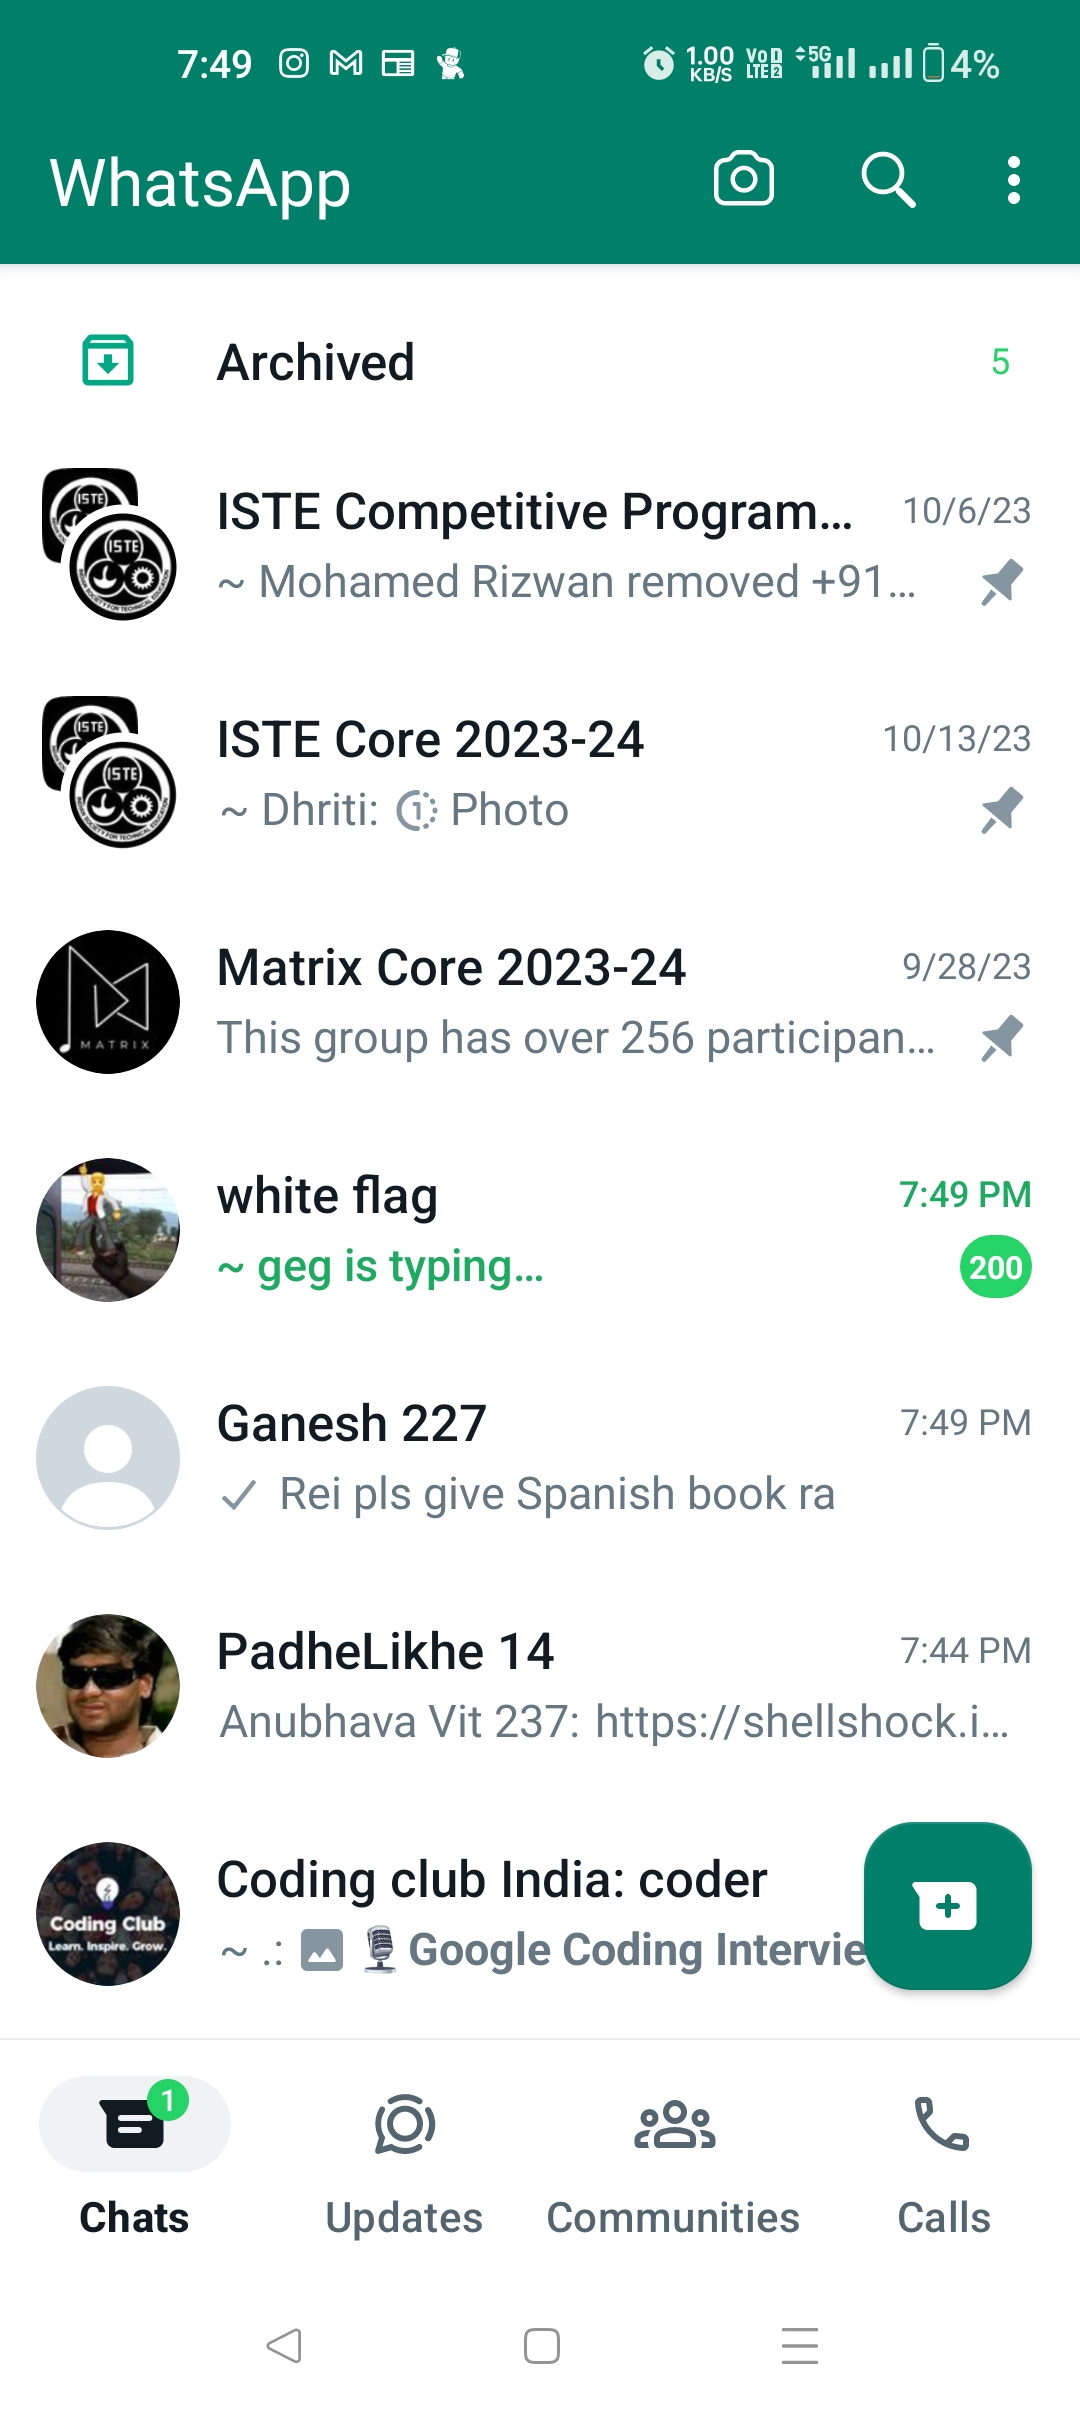 7:49 1.00 KB/S Vo LTE 1 2 5G 4%
WhatsApp
Archived 5
ISTE Competitive Program... 10/6/23
~ Mohamed Rizwan removed +91...
ISTE Core 2023-24 10/13/23
~ Dhriti: 1 Photo
Matrix Core 2023-24 9/28/23
MATRIX
This group has over 256 participan...
white flag 7:49 PM
~ geg is typing... 200
Ganesh 227 7:49 PM
Rei pls give Spanish book ra
PadheLikhe 14 7:44 PM
Anubhava Vit 237: https://shellshock.i...
Coding club India: coder
Coding Club
Learn. Inspire. Grow.
~ .: Google Coding Intervie
1
Chats Updates Communities Calls